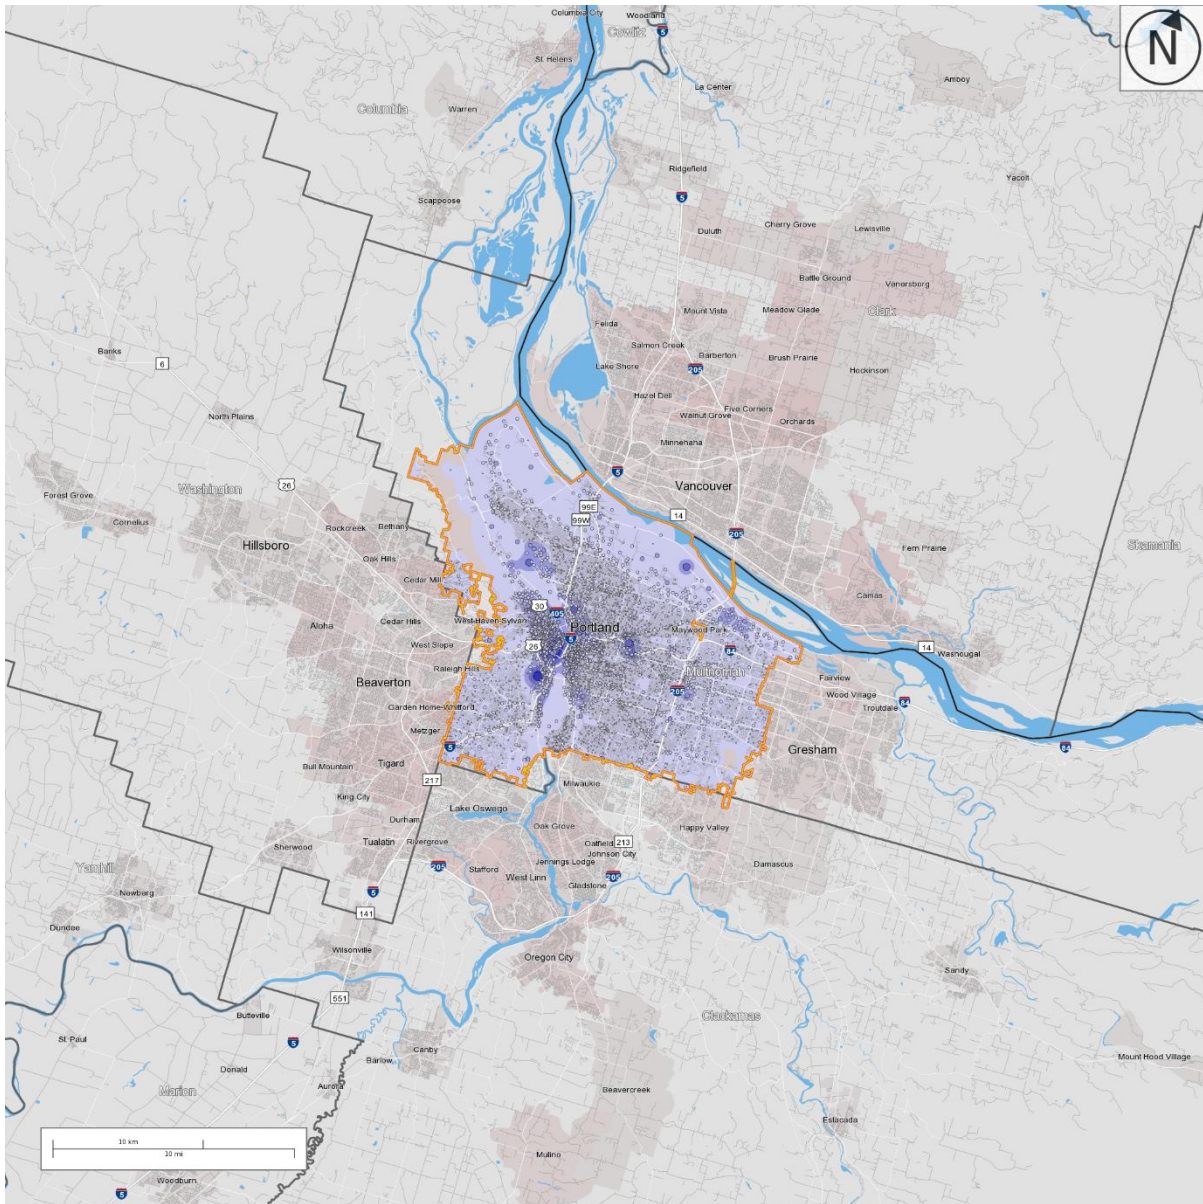 Columbia City
Woodland
Cowlitz
5
N
St. Helens
Amboy
La Center
Columbia
Warren
Ridgefield
Yacolt
5
Scappoose
Cherry Grove
Lewisville
Duluth
Battle Ground
Venersborg
Mount Vista
Meadow Glade
Clark
Felida
Salmon Creek
Barberton
Banks
6
Lake Shore
205
Brush Prairie
Hockinson
Hazel Dell
Five Corners
North Plains
Walnut Grove
Orchards
Minnehaha
5
26
Vancouver
Washington
Forest Grove
99E
14
Cornelius
Rockcreek
Bethany
99W
205
Hillsboro
Fern Prairie
Skamania
Oak Hills
Cedar Mill
Camas
30
405
Cedar Hills
West Haven-Sylvan
Aloha
Portland
Maywood Park
5
West Slope
26
84
14
Washougal
Raleigh Hills
Multnomah
Fairview
Beaverton
205
Wood Village
84
Troutdale
Garden Home-Whitford
Metzger
5
Gresham
84
Bull Mountain
Tigard
217
Milwaukie
King City
Lake Oswego
Durham
Oak Grove
Happy Valley
Sherwood
Tualatin
Rivergrove
Oatfield
213
Johnson City
205
Stafford
Jennings Lodge
Damascus
Yamhill
West Linn
205
Newberg
5
Gladstone
141
Dundee
Wilsonville
Oregon City
Sandy
551
Butteville
Clackamas
St. Paul
5
Canby
Barlow
Mount Hood Village
Donald
Aurora
Marion
Beavercreek
Estacada
10 km
10 mi
Mulino
Woodburn
5